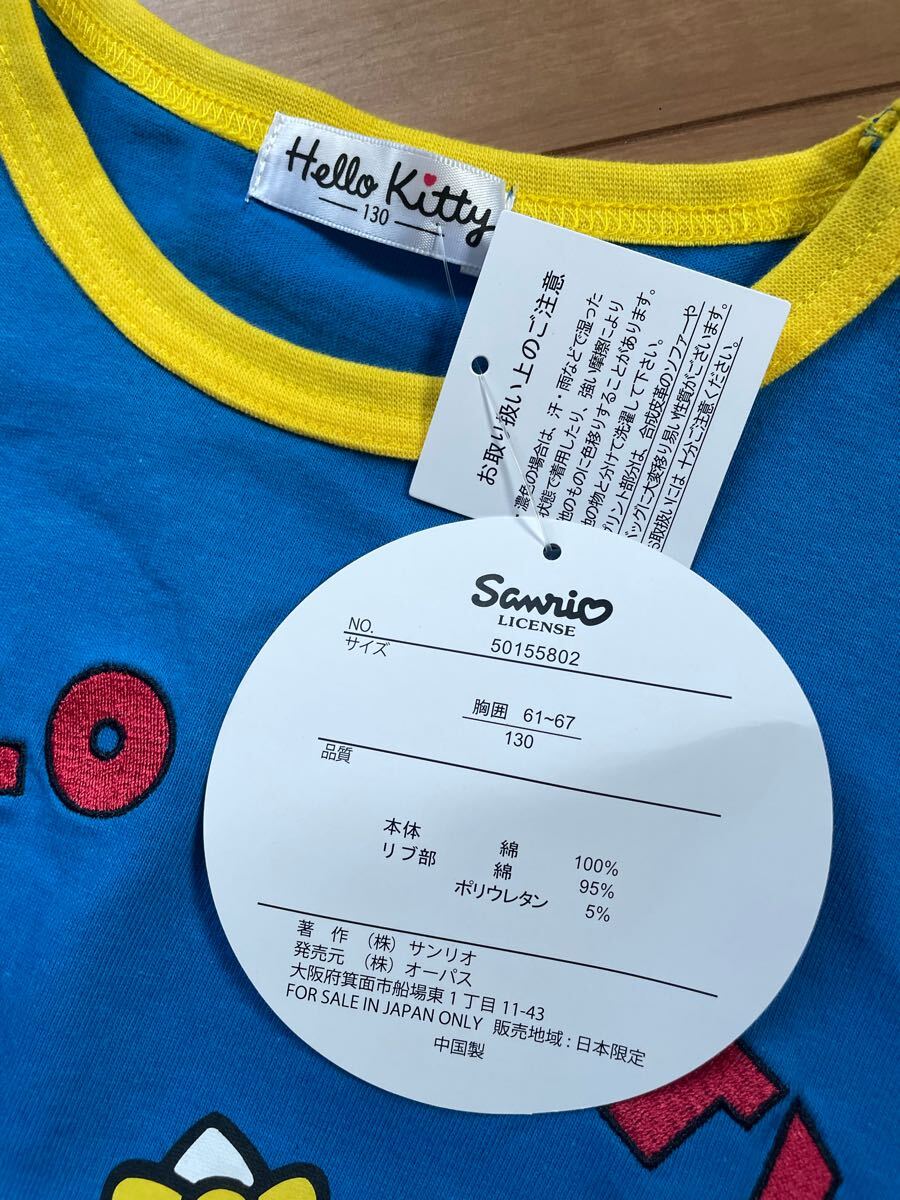 Hello Kitty
130
お取り扱い上のご注意
濃色の場合は、汗・雨などで湿った
状態で着用したり、強い摩擦により
他のものに色移りすることがあります。
他の物と分けて洗濯して下さい。
プリント部分は、合成皮革のソファーや
バッグに大変移り易い性質がございます。
お取扱いには十分ご注意ください。
Sanrio
LICENSE
NO. 50155802
サイズ
胸囲 61~67
130
品質
本体 綿 100%
リブ部 綿 95%
ポリウレタン 5%
著 作 (株) サンリオ
発売元 (株) オーパス
大阪府箕面市船場東1丁目11-43
FOR SALE IN JAPAN ONLY 販売地域:日本限定
中国製
LO